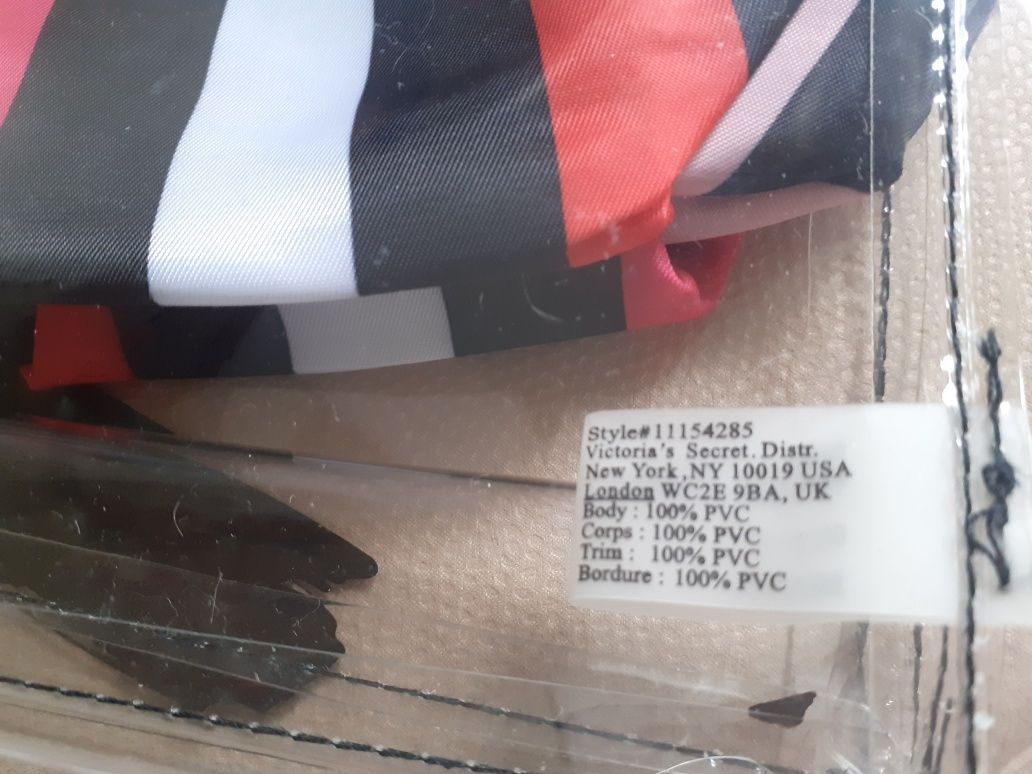 Style#11154285
Victoria's Secret. Distr.
New York,NY 10019 USA
London WC2E 9BA, UK
Body : 100% PVC
Corps : 100% PVC
Trim : 100% PVC
Bordure : 100% PVC